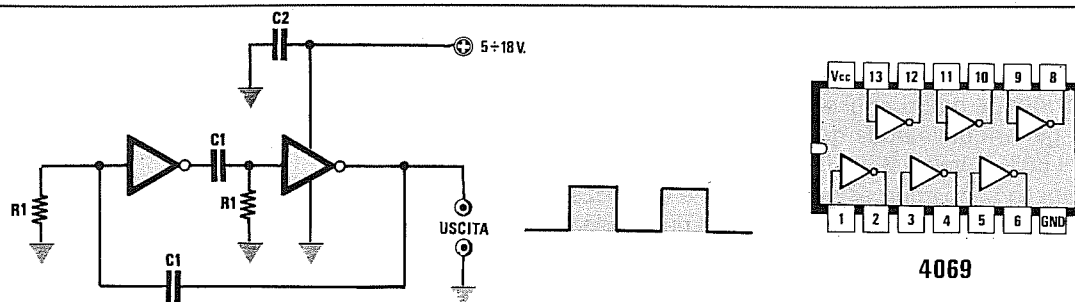 C2
5÷18 V.
C1
R1
R1
USCITA
C1
Vcc 13 12 11 10 9 8
1 2 3 4 5 6 GND
4069